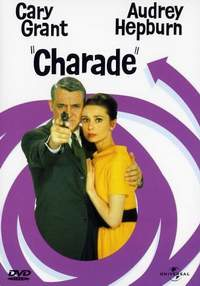 Cary Audrey
Grant Hepburn
"Charade"
DVD
UNIVERSAL